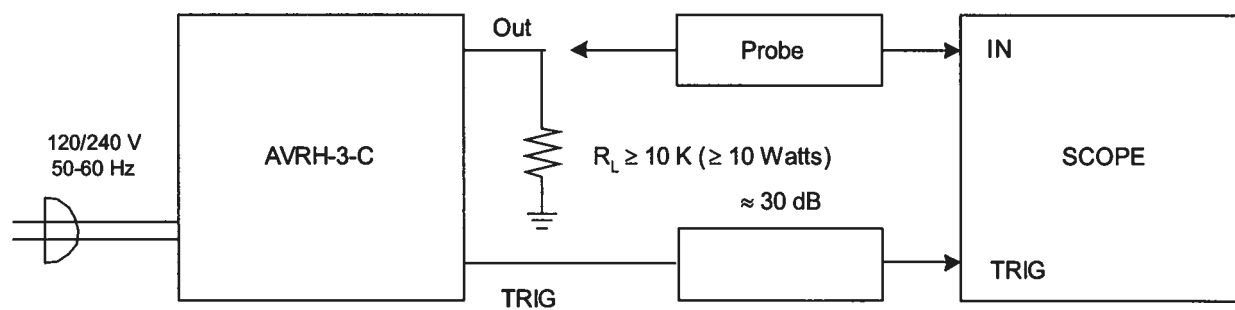 Out
Probe
IN
120/240 V
50-60 Hz
AVRH-3-C
R_L ≥ 10 K (≥ 10 Watts)
SCOPE
≈ 30 dB
TRIG
TRIG